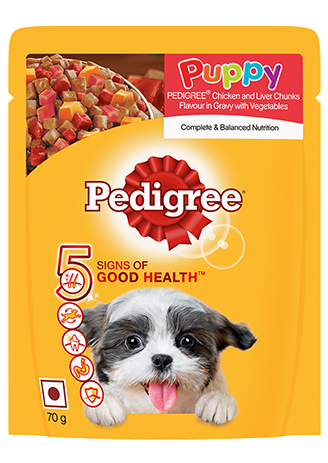 Puppy
PEDIGREE® Chicken and Liver Chunks
Flavour in Gravy with Vegetables
Complete & Balanced Nutrition
Pedigree®
5 SIGNS OF
GOOD HEALTH™
70 g